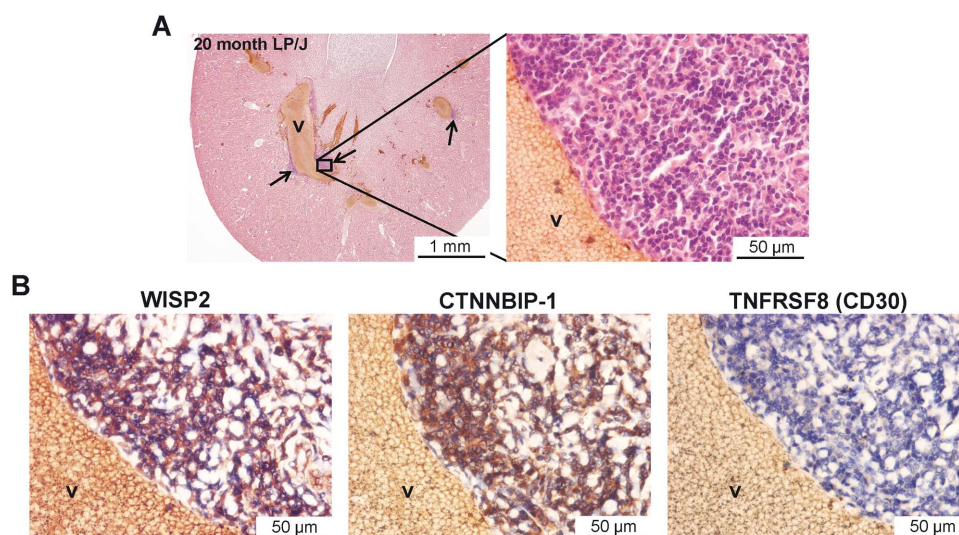 A
20 month LP/J
V
1 mm
V
50 µm
B
WISP2
CTNNBIP-1
TNFRSF8 (CD30)
V
50 µm
V
50 µm
V
50 µm